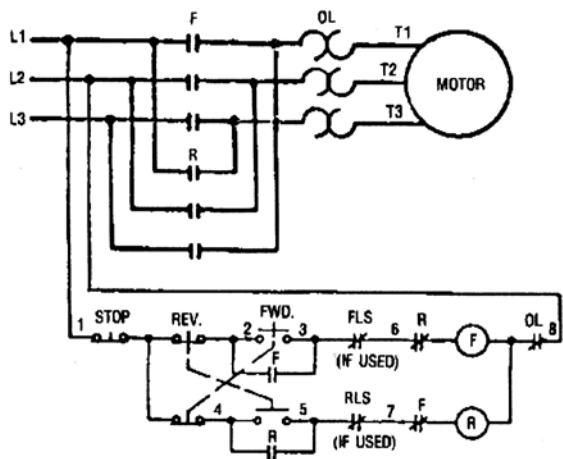 F OL
L1 T1
L2 T2
MOTOR
L3 T3
R
1 STOP REV. 2 FWD. 3 FLS 6 R F OL 8
F (IF USED)
4 5 RLS 7 F R
R (IF USED)